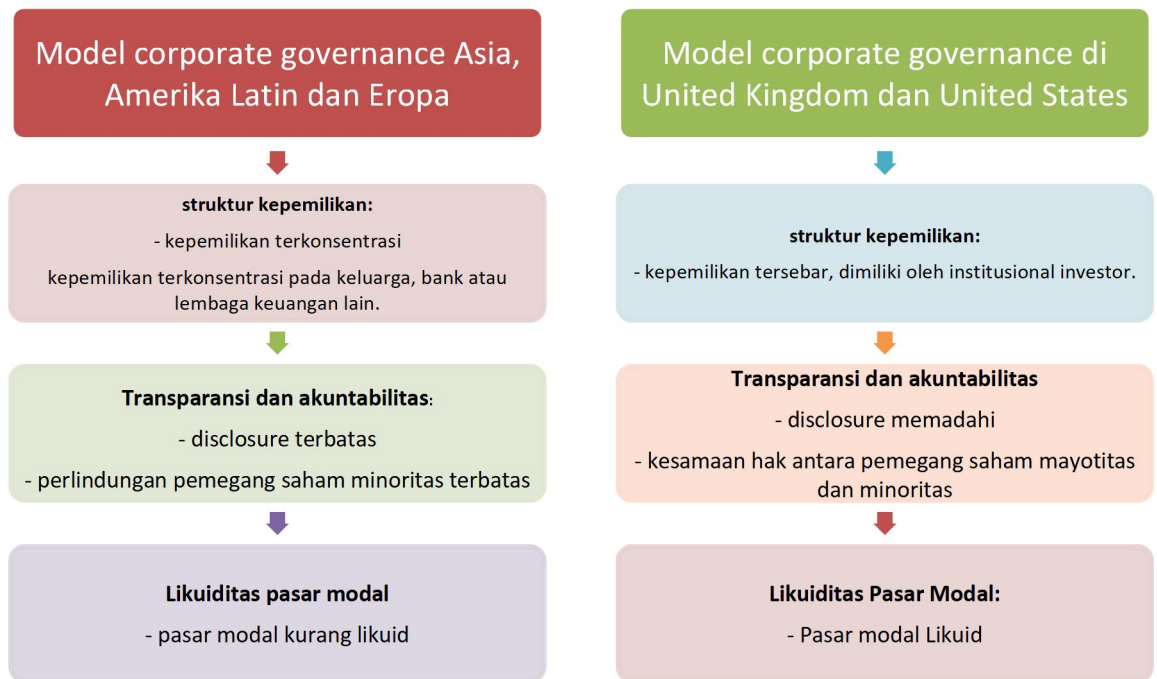 Model corporate governance Asia,
Amerika Latin dan Eropa
struktur kepemilikan:
- kepemilikan terkonsentrasi
kepemilikan terkonsentrasi pada keluarga, bank atau
lembaga keuangan lain.
Transparansi dan akuntabilitas:
- disclosure terbatas
- perlindungan pemegang saham minoritas terbatas
Likuiditas pasar modal
- pasar modal kurang likuid
Model corporate governance di
United Kingdom dan United States
struktur kepemilikan:
- kepemilikan tersebar, dimiliki oleh institusional investor.
Transparansi dan akuntabilitas
- disclosure memadahi
- kesamaan hak antara pemegang saham mayotitas
dan minoritas
Likuiditas Pasar Modal:
- Pasar modal Likuid